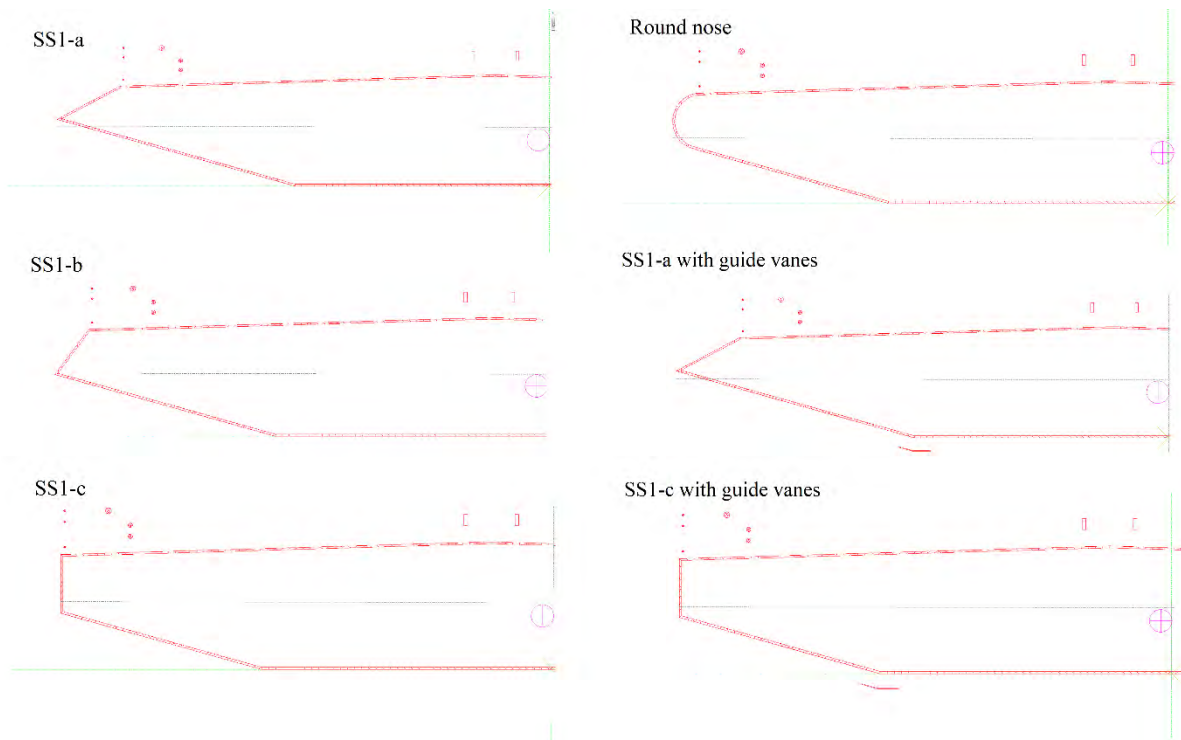 SS1-a
Round nose
SS1-b
SS1-a with guide vanes
SS1-c
SS1-c with guide vanes